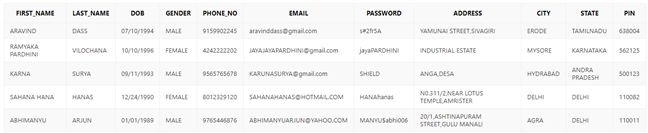 FIRST_NAME LAST_NAME DOB GENDER PHONE_NO EMAIL PASSWORD ADDRESS CITY STATE PIN
ARAVIND DASS 07/10/1994 MALE 9159902245 aravinddass@gmail.com s#2fr5A YAMUNAI STREET,SIVAGIRI ERODE TAMILNADU 638004
RAMYAKA PARDHINI VILOCHANA 10/10/1996 FEMALE 4242222202 JAYAJAYAPARDHINI@gmail.com jayaPARDHINI INDUSTRIAL ESTATE MYSORE KARNATAKA 562125
KARNA SURYA 09/11/1993 MALE 9565765678 KARUNASURYA@gmail.com SHIELD ANGA,DESA HYDRABAD ANDRA PRADESH 500123
SAHANA HANA HANAS 12/24/1990 FEMALE 8012329120 SAHANAHANAS@HOTMAIL.COM HANAhanas N0.311/2,NEAR LOTUS TEMPLE,AMRISTER DELHI DELHI 110082
ABHIMANYU ARJUN 01/01/1989 MALE 9765446876 ABHIMANYUARJUN@YAHOO.COM MANYU$abhi006 20/1,ASHTINAPURAM STREET,GULU MANALI AGRA DELHI 110011